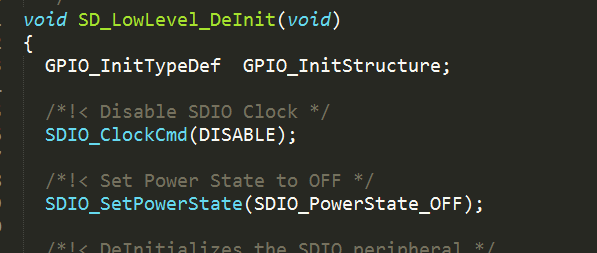 void SD_LowLevel_DeInit(void)
{
GPIO_InitTypeDef  GPIO_InitStructure;
/*!< Disable SDIO Clock */
SDIO_ClockCmd(DISABLE);
/*!< Set Power State to OFF */
SDIO_SetPowerState(SDIO_PowerState_OFF);
/*!< DeInitializes the SDIO peripheral */